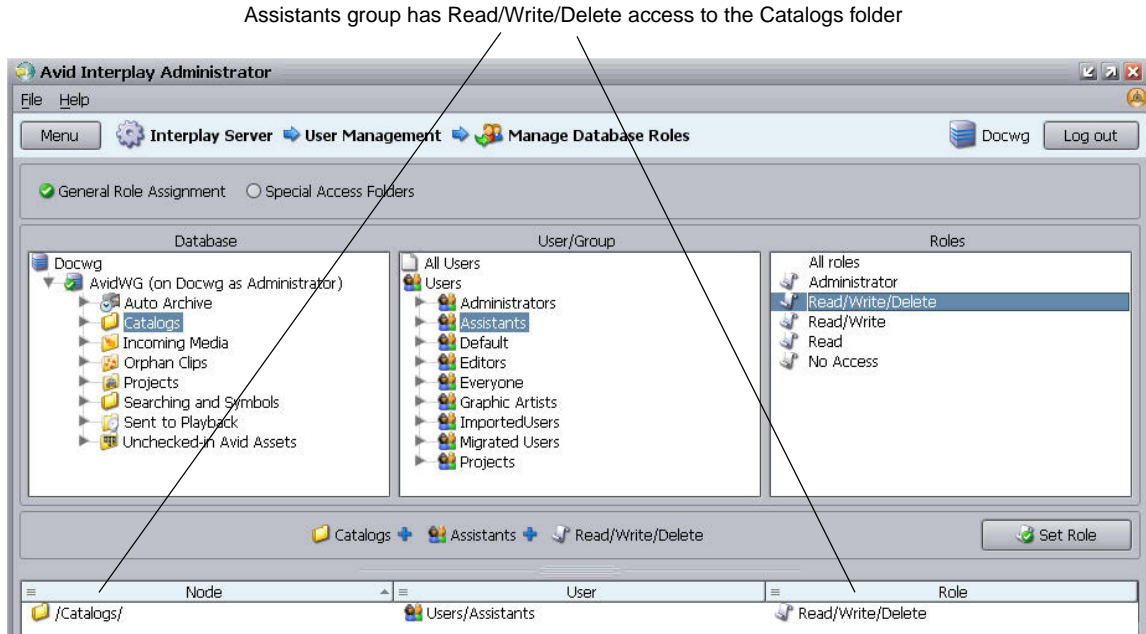 Assistants group has Read/Write/Delete access to the Catalogs folder
Avid Interplay Administrator
File Help
Menu Interplay Server User Management Manage Database Roles Docwg Log out
General Role Assignment Special Access Folders
Database
Docwg
AvidWG (on Docwg as Administrator)
Auto Archive
Catalogs
Incoming Media
Orphan Clips
Projects
Searching and Symbols
Sent to Playback
Unchecked-in Avid Assets
User/Group
All Users
Users
Administrators
Assistants
Default
Editors
Everyone
Graphic Artists
ImportedUsers
Migrated Users
Projects
Roles
All roles
Administrator
Read/Write/Delete
Read/Write
Read
No Access
Catalogs + Assistants + Read/Write/Delete Set Role
Node User Role
/Catalogs/ Users/Assistants Read/Write/Delete